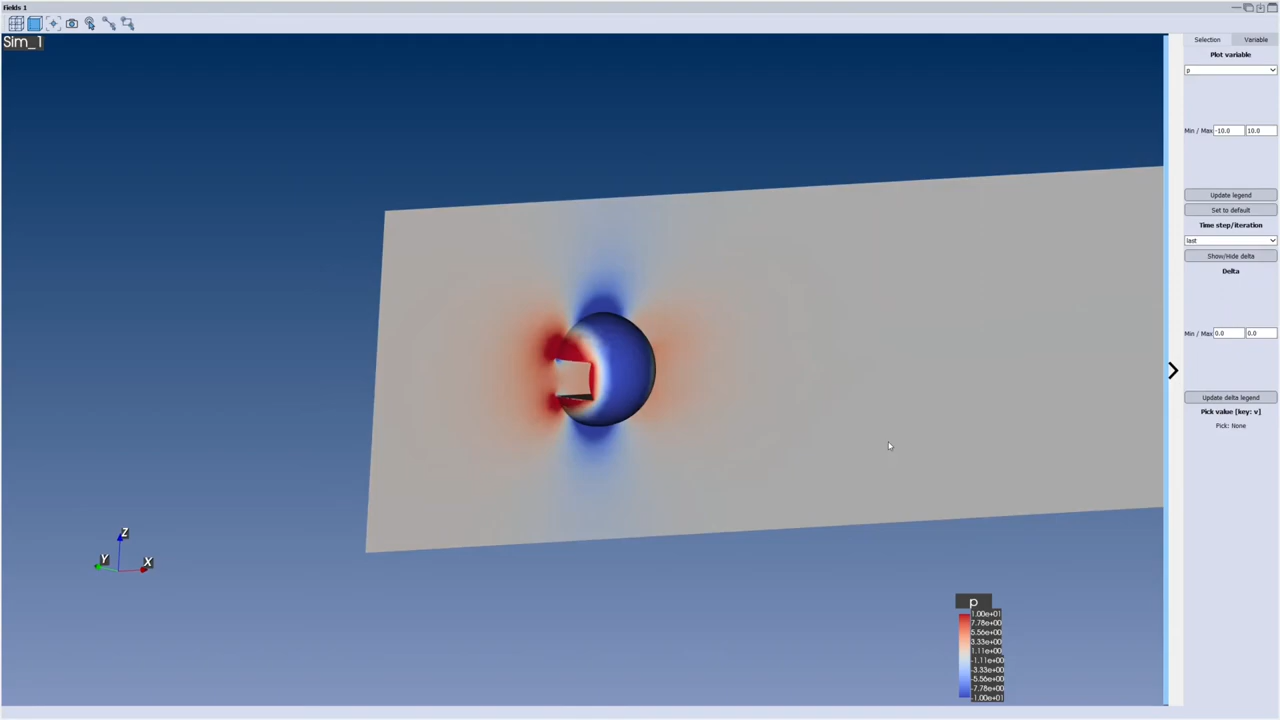 Fields 1
Sim_1
Selection
Variable
Plot variable
p
Min / Max
-10.0
10.0
Update legend
Set to default
Time step/iteration
last
Show/Hide delta
Delta
Min / Max
0.0
0.0
Update delta legend
Pick value [key: v]
Pick: None
Z
Y
X
p
1.00e+01
7.78e+00
5.56e+00
3.33e+00
1.11e+00
-1.11e+00
-3.33e+00
-5.56e+00
-7.78e+00
-1.00e+01